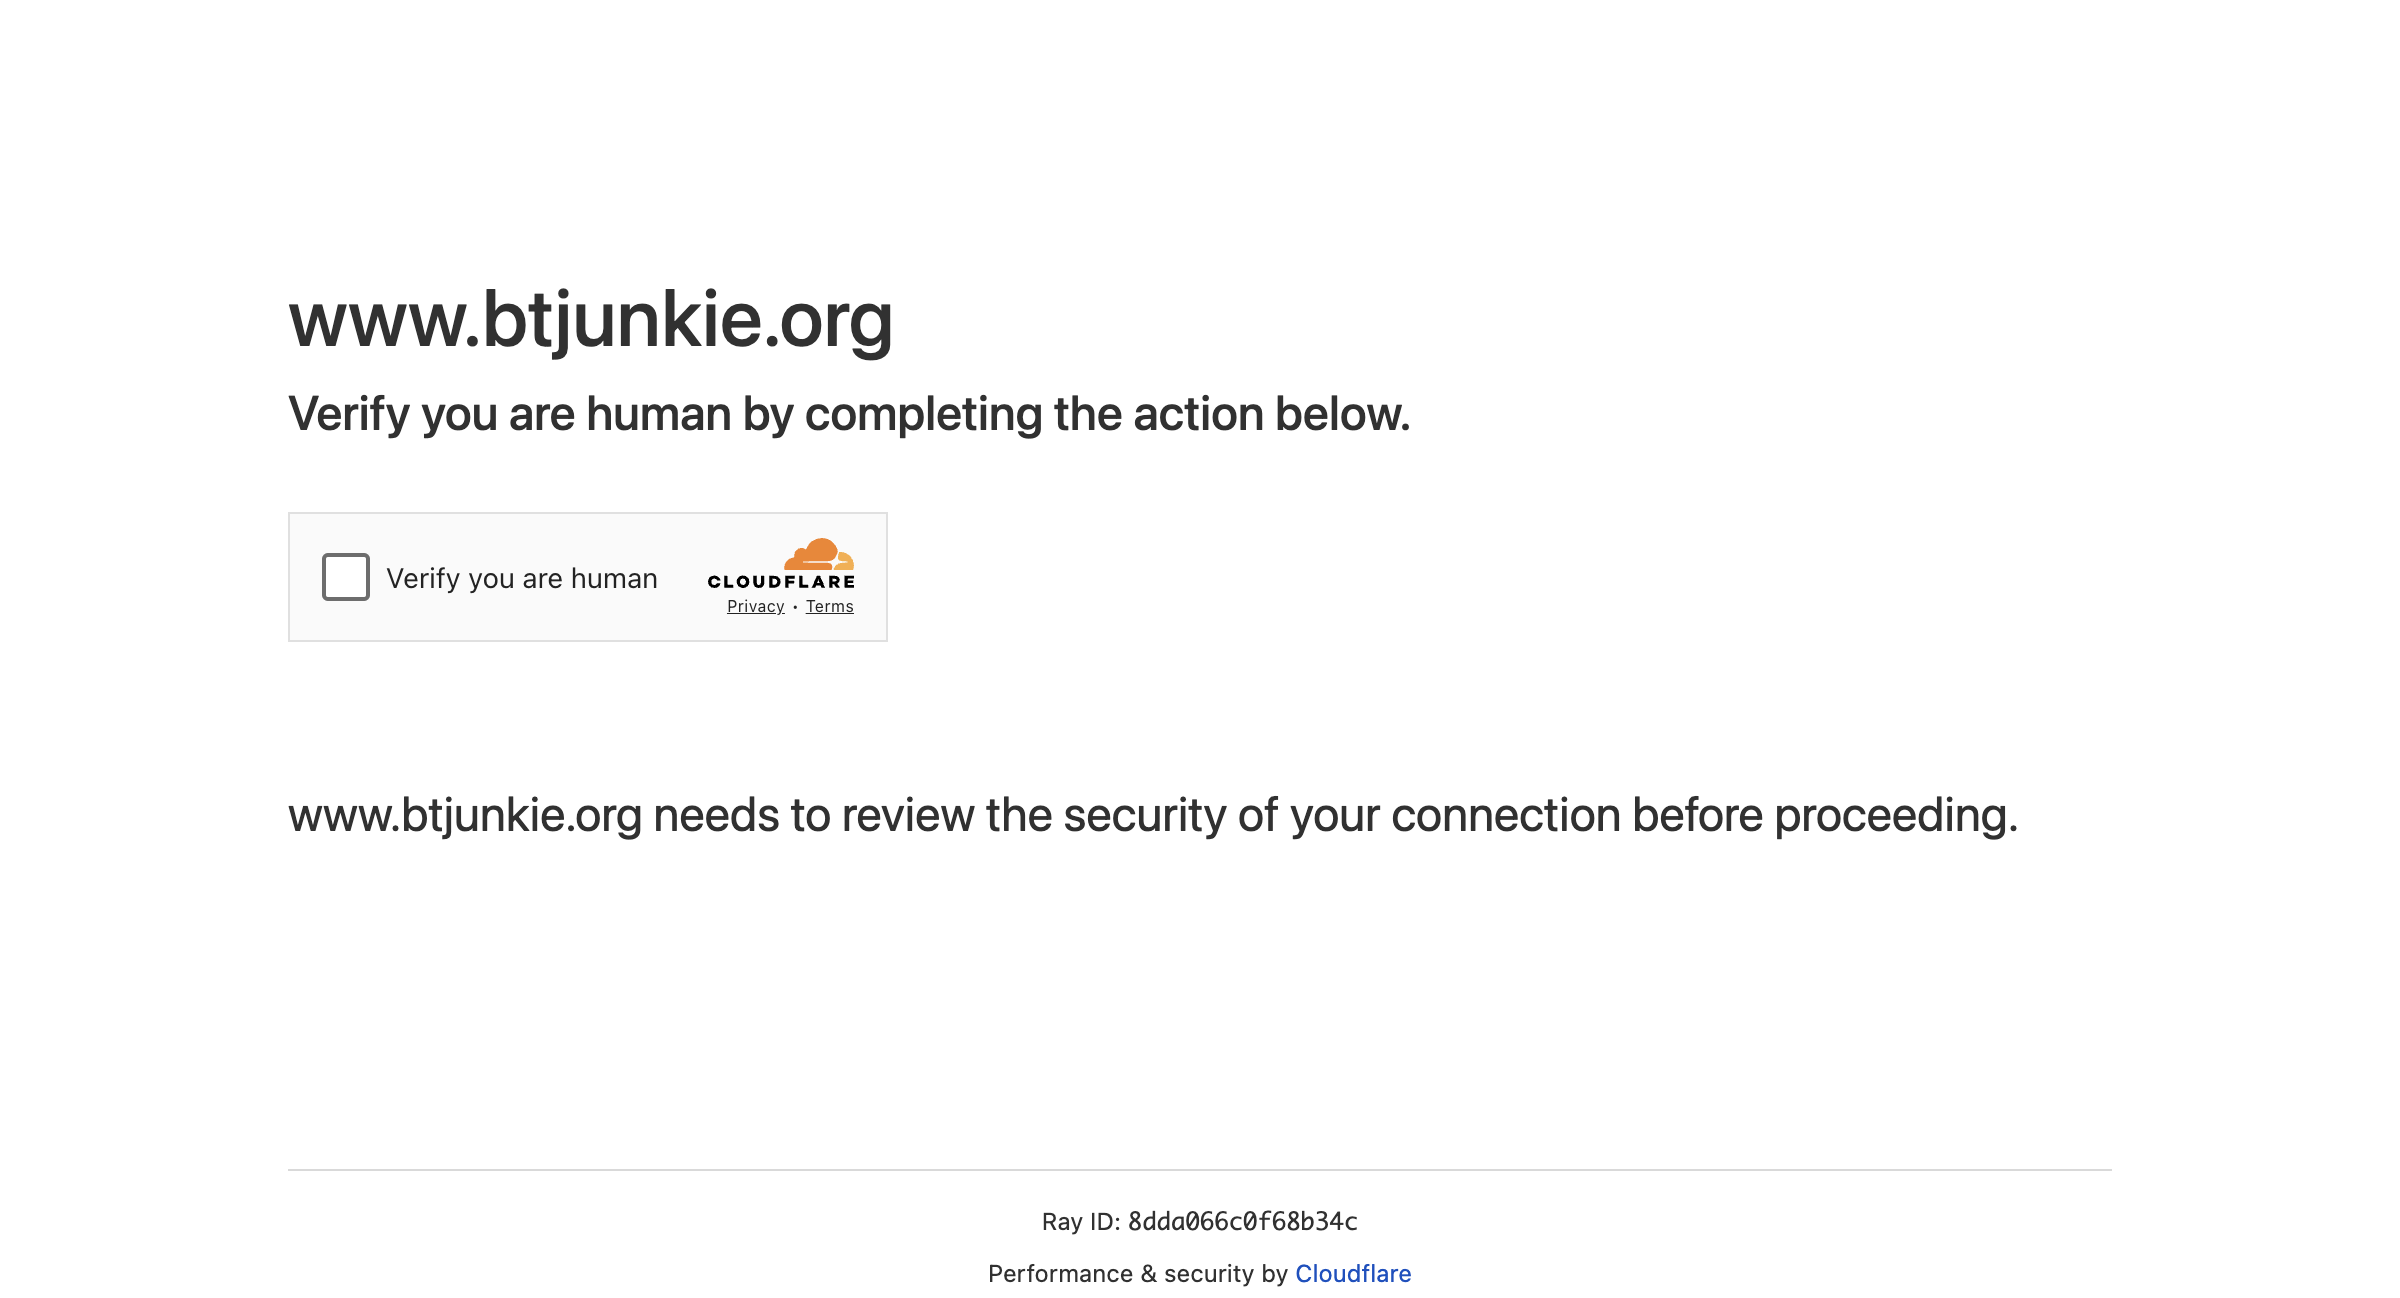 www.btjunkie.org
Verify you are human by completing the action below.
Verify you are human
CLOUDFLARE
Privacy • Terms
www.btjunkie.org needs to review the security of your connection before proceeding.
Ray ID: 8dda066c0f68b34c
Performance & security by Cloudflare